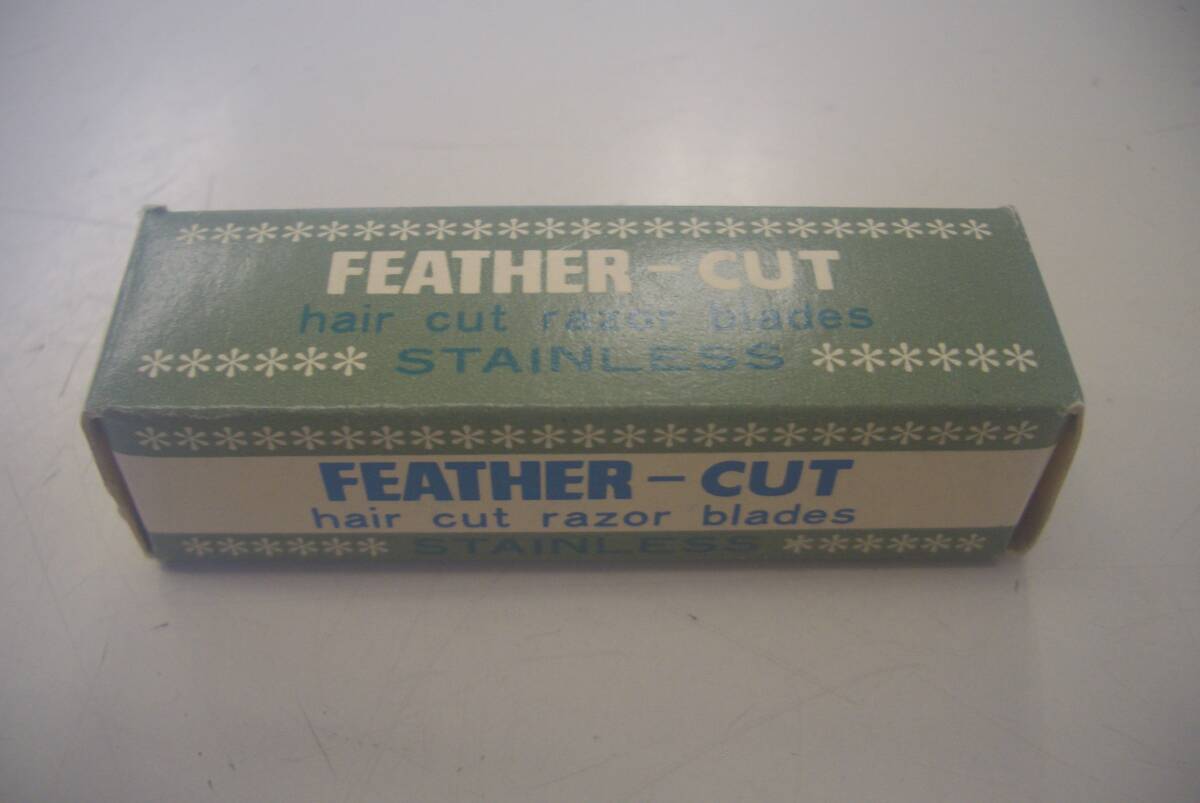 FEATHER-CUT
hair cut razor blades
STAINLESS
FEATHER-CUT
hair cut razor blades
STAINLESS